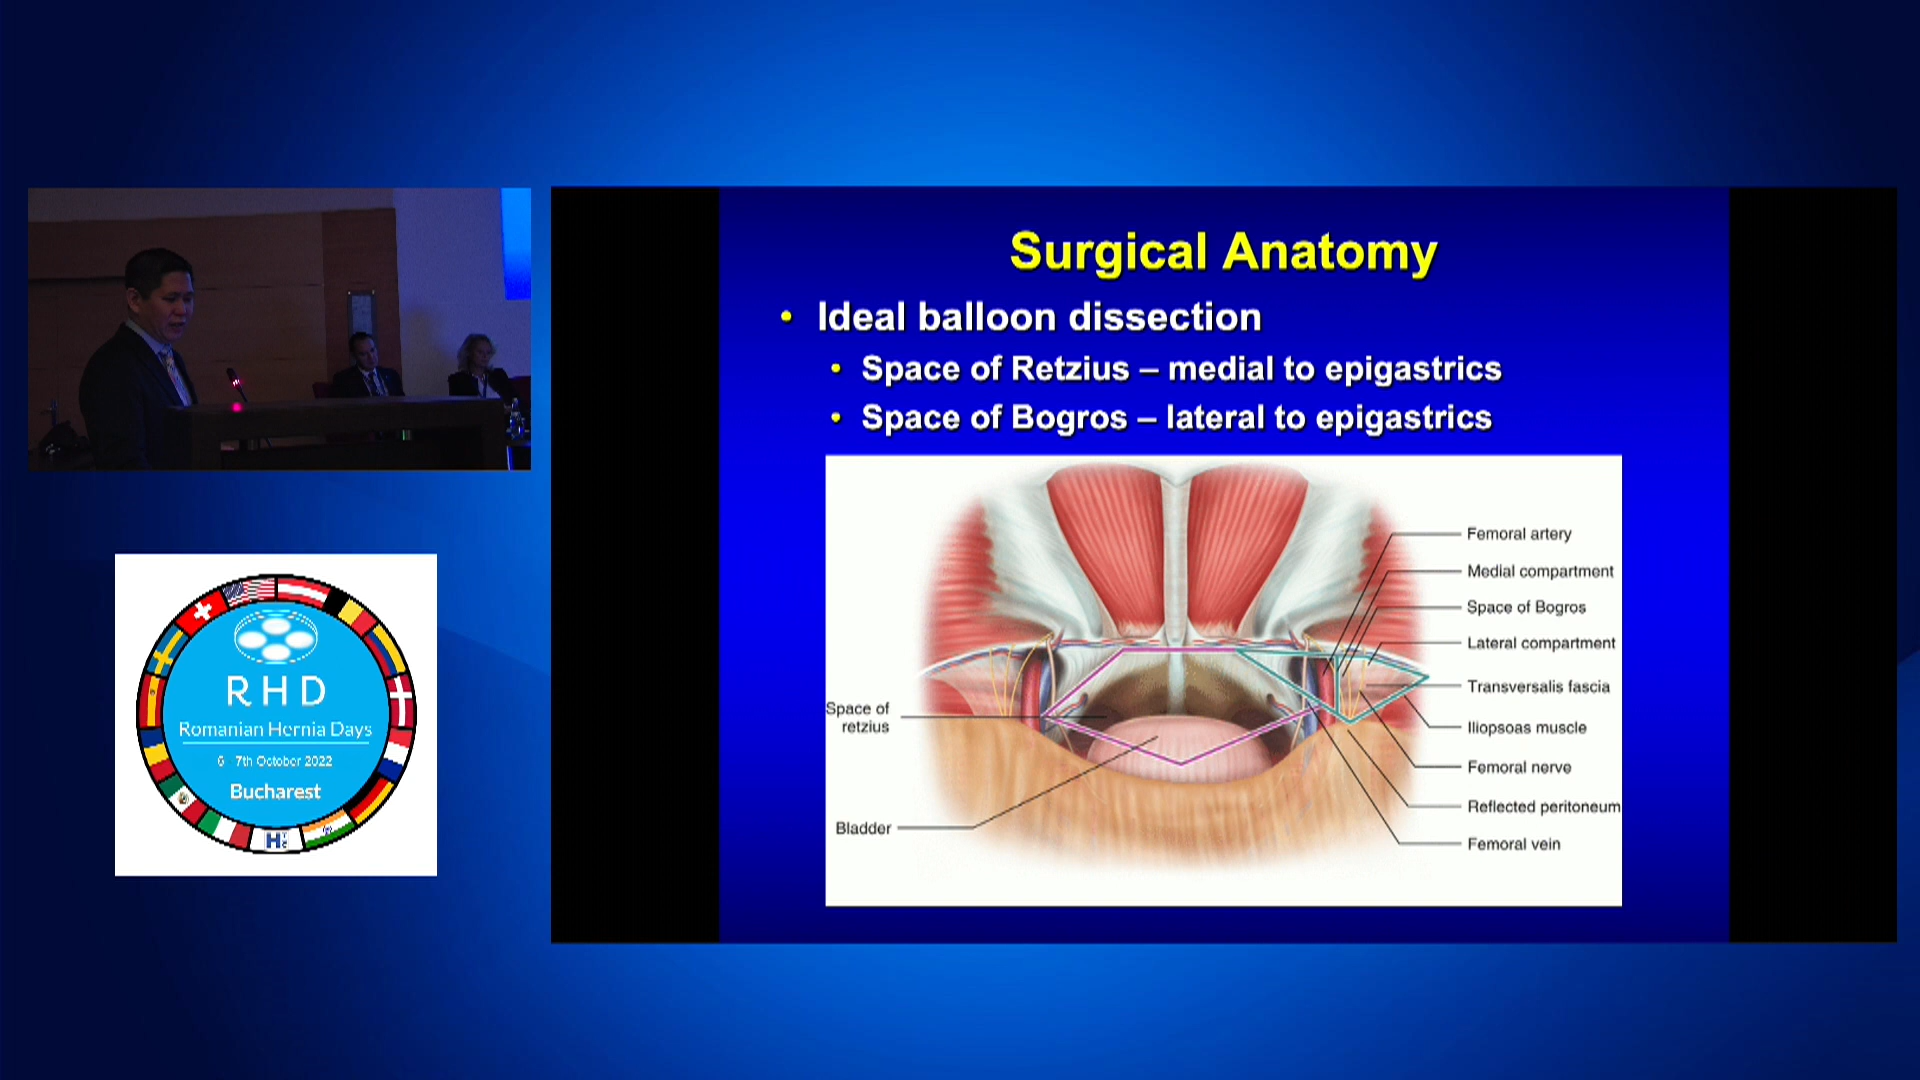 Surgical Anatomy
• Ideal balloon dissection
• Space of Retzius – medial to epigastrics
• Space of Bogros – lateral to epigastrics
Femoral artery
Medial compartment
Space of Bogros
Lateral compartment
Transversalis fascia
Iliopsoas muscle
Femoral nerve
Reflected peritoneum
Femoral vein
Space of
retzius
Bladder
RHD
Romanian Hernia Days
6 - 7th October 2022
Bucharest